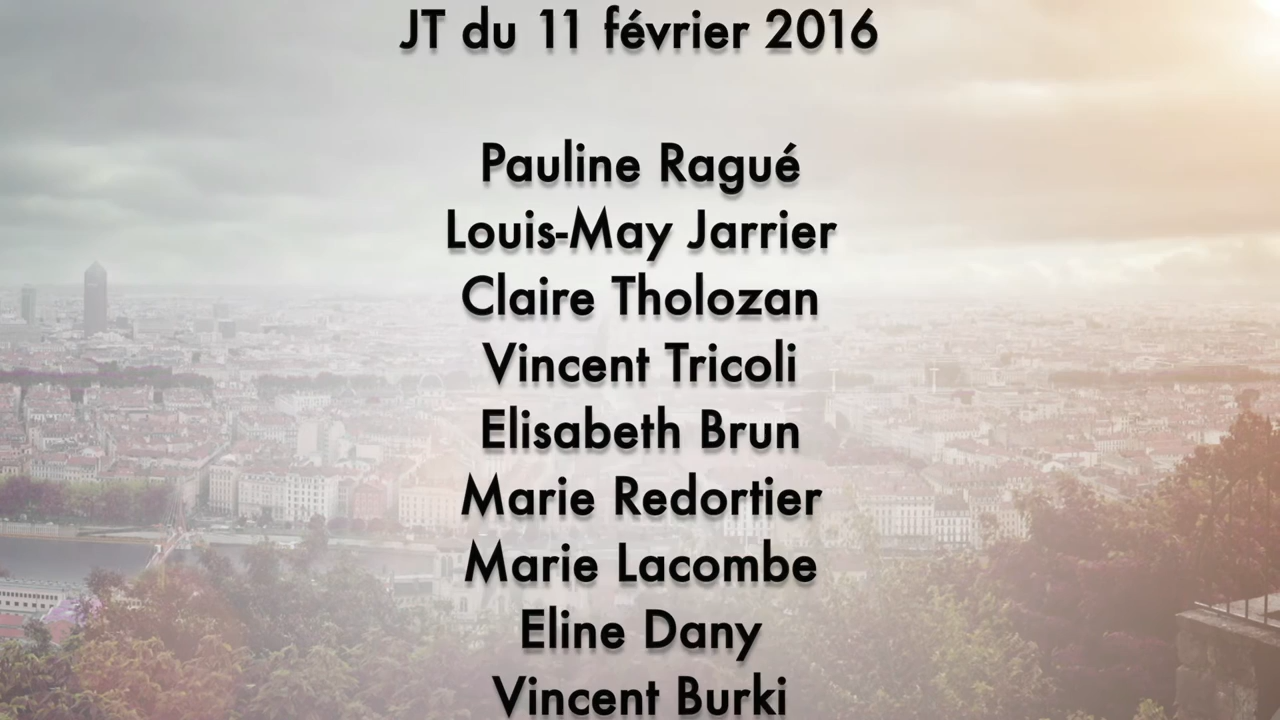 JT du 11 février 2016
Pauline Ragué
Louis-May Jarrier
Claire Tholozan
Vincent Tricoli
Elisabeth Brun
Marie Redortier
Marie Lacombe
Eline Dany
Vincent Burki